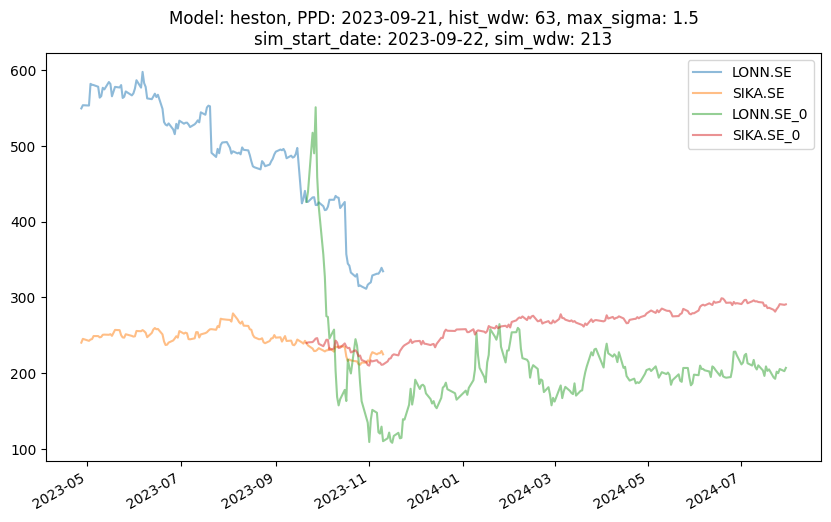 Model: heston, PPD: 2023-09-21, hist_wdw: 63, max_sigma: 1.5
sim_start_date: 2023-09-22, sim_wdw: 213
LONN.SE
SIKA.SE
LONN.SE_0
SIKA.SE_0
600
500
400
300
200
100
2023-05
2023-07
2023-09
2023-11
2024-01
2024-03
2024-05
2024-07